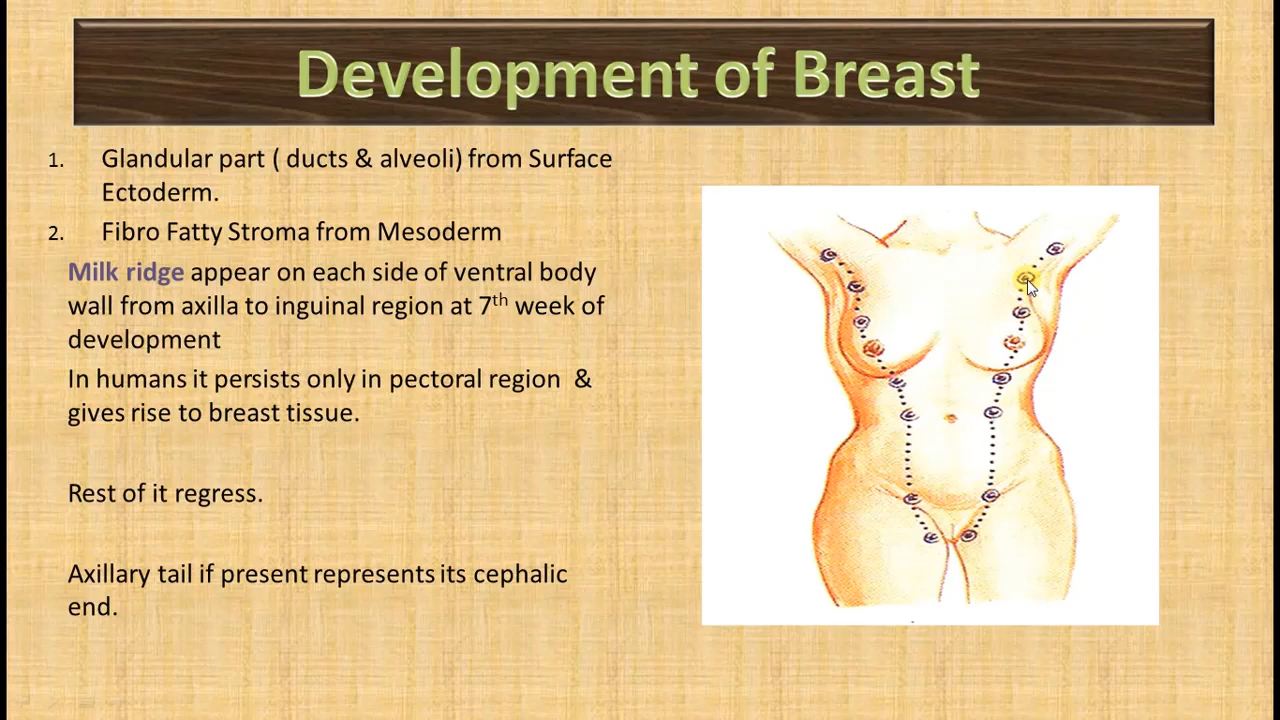 Development of Breast
1. Glandular part ( ducts & alveoli) from Surface
Ectoderm.
2. Fibro Fatty Stroma from Mesoderm
Milk ridge appear on each side of ventral body
wall from axilla to inguinal region at 7th week of
development
In humans it persists only in pectoral region &
gives rise to breast tissue.
Rest of it regress.
Axillary tail if present represents its cephalic
end.